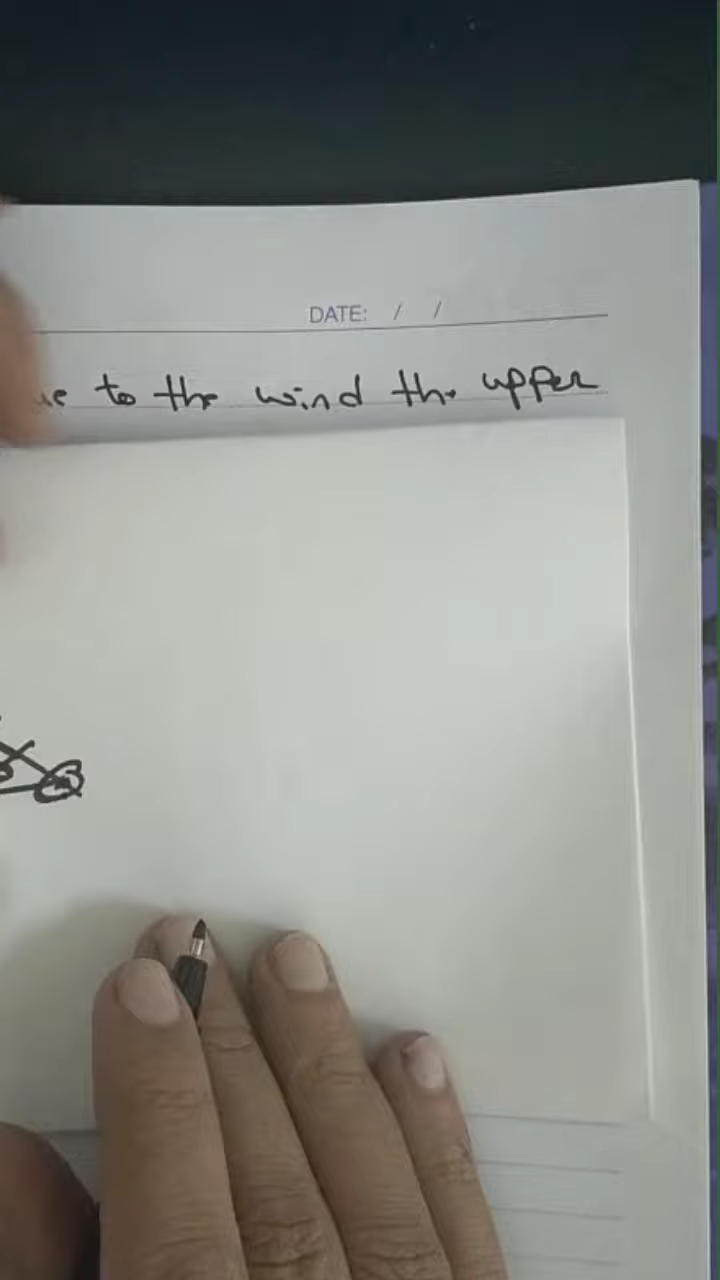 DATE: / /
to the wind the upper